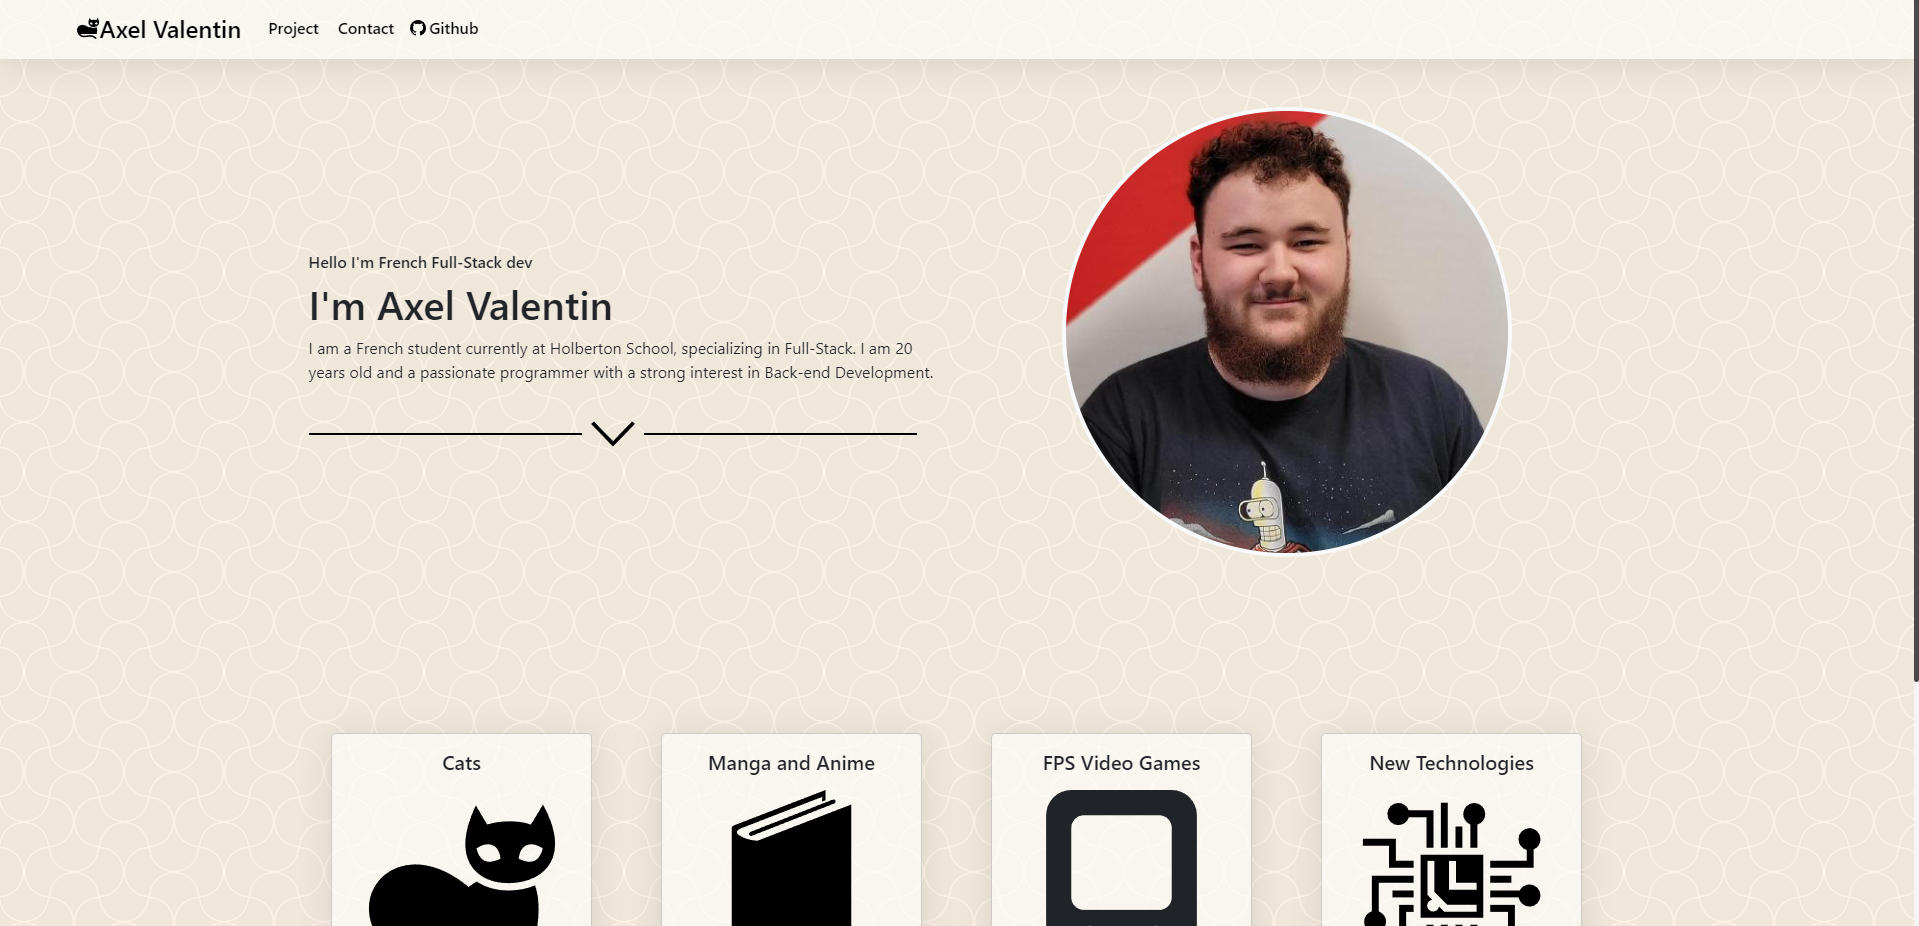 Axel Valentin Project Contact Github
Hello I'm French Full-Stack dev
I'm Axel Valentin
I am a French student currently at Holberton School, specializing in Full-Stack. I am 20
years old and a passionate programmer with a strong interest in Back-end Development.
Cats
Manga and Anime
FPS Video Games
New Technologies